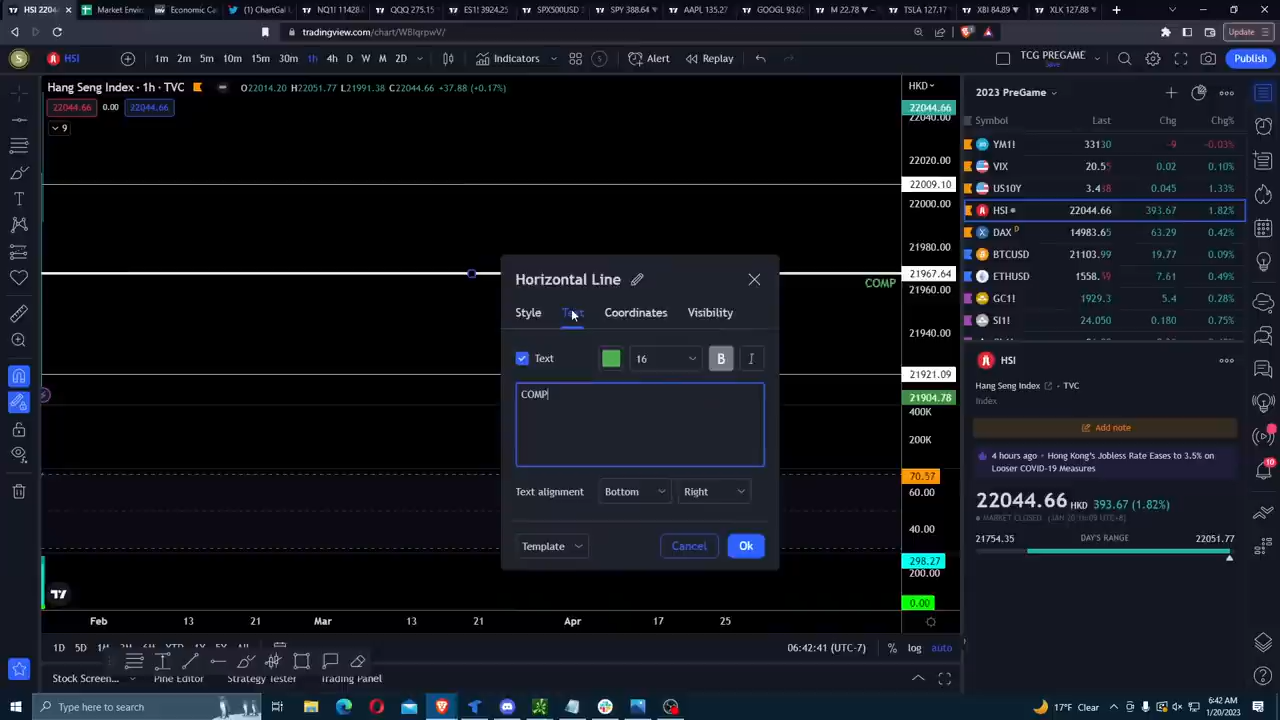 HSI 2204
Market Enviro
Economic Ca
ChartGal
NQ1! 11428.0
QQQ 275.1
ES1! 3924.25
SPX500USD 3
SPY 388.64
AAPL 135.27
GOOGL 93.05
M 22.78
TSLA 127.17
XBI 84.89
XLK 127.88
tradingview.com/chart/WBIqrpwV/
Update
S
HSI
1m 2m 5m 10m 15m 30m 1h 4h D W M 2D
Indicators
Alert
Replay
TCG PREGAME
Save
Publish
Hang Seng Index · 1h · TVC
O22014.20 H22051.77 L21991.38 C22044.66 +37.88 (+0.17%)
22044.66 0.00 22044.66
9
HKD
22044.66
22040.00
22020.00
22009.10
22000.00
21980.00
21967.64
21960.00
COMP
21940.00
21921.09
21904.78
400K
200K
60.00
40.00
298.27
200.00
0.00
Horizontal Line
Style Text Coordinates Visibility
Text 16 B I
COMP
Text alignment Bottom Right
Template Cancel Ok
2023 PreGame
Symbol Last Chg Chg%
YM1! 33130 -9 -0.03%
VIX 20.55 0.02 0.10%
US10Y 3.438 0.045 1.33%
HSI 22044.66 393.67 1.82%
DAX D 14983.65 63.29 0.42%
BTCUSD 21103.99 19.77 0.09%
ETHUSD 1558.59 7.61 0.49%
GC1! 1929.3 5.4 0.28%
SI1! 24.050 0.180 0.75%
HSI
Hang Seng Index · TVC
Index
Add note
4 hours ago · Hong Kong's Jobless Rate Eases to 3.5% on
Looser COVID-19 Measures
22044.66 HKD 393.67 (1.82%)
MARKET CLOSED
21754.35 DAY'S RANGE 22051.77
10
Feb 13 21 Mar 13 21 Apr 17 25
1D 5D
06:42:41 (UTC-7) % log auto
Stock Screen... Pine Editor Strategy Tester Trading Panel
Type here to search
17°F Clear
6:42 AM
1/20/2023